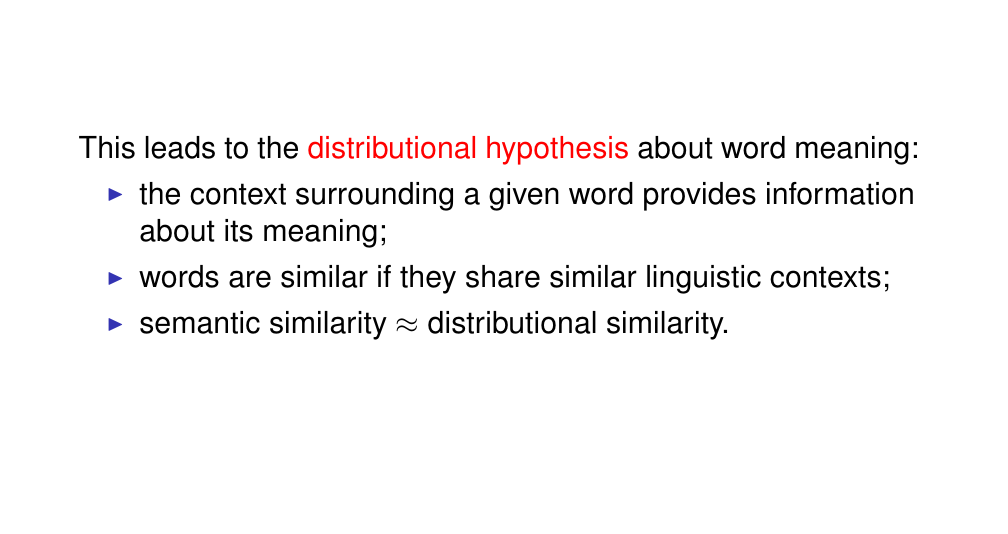 This leads to the distributional hypothesis about word meaning:
▶ the context surrounding a given word provides information
about its meaning;
▶ words are similar if they share similar linguistic contexts;
▶ semantic similarity ≈ distributional similarity.